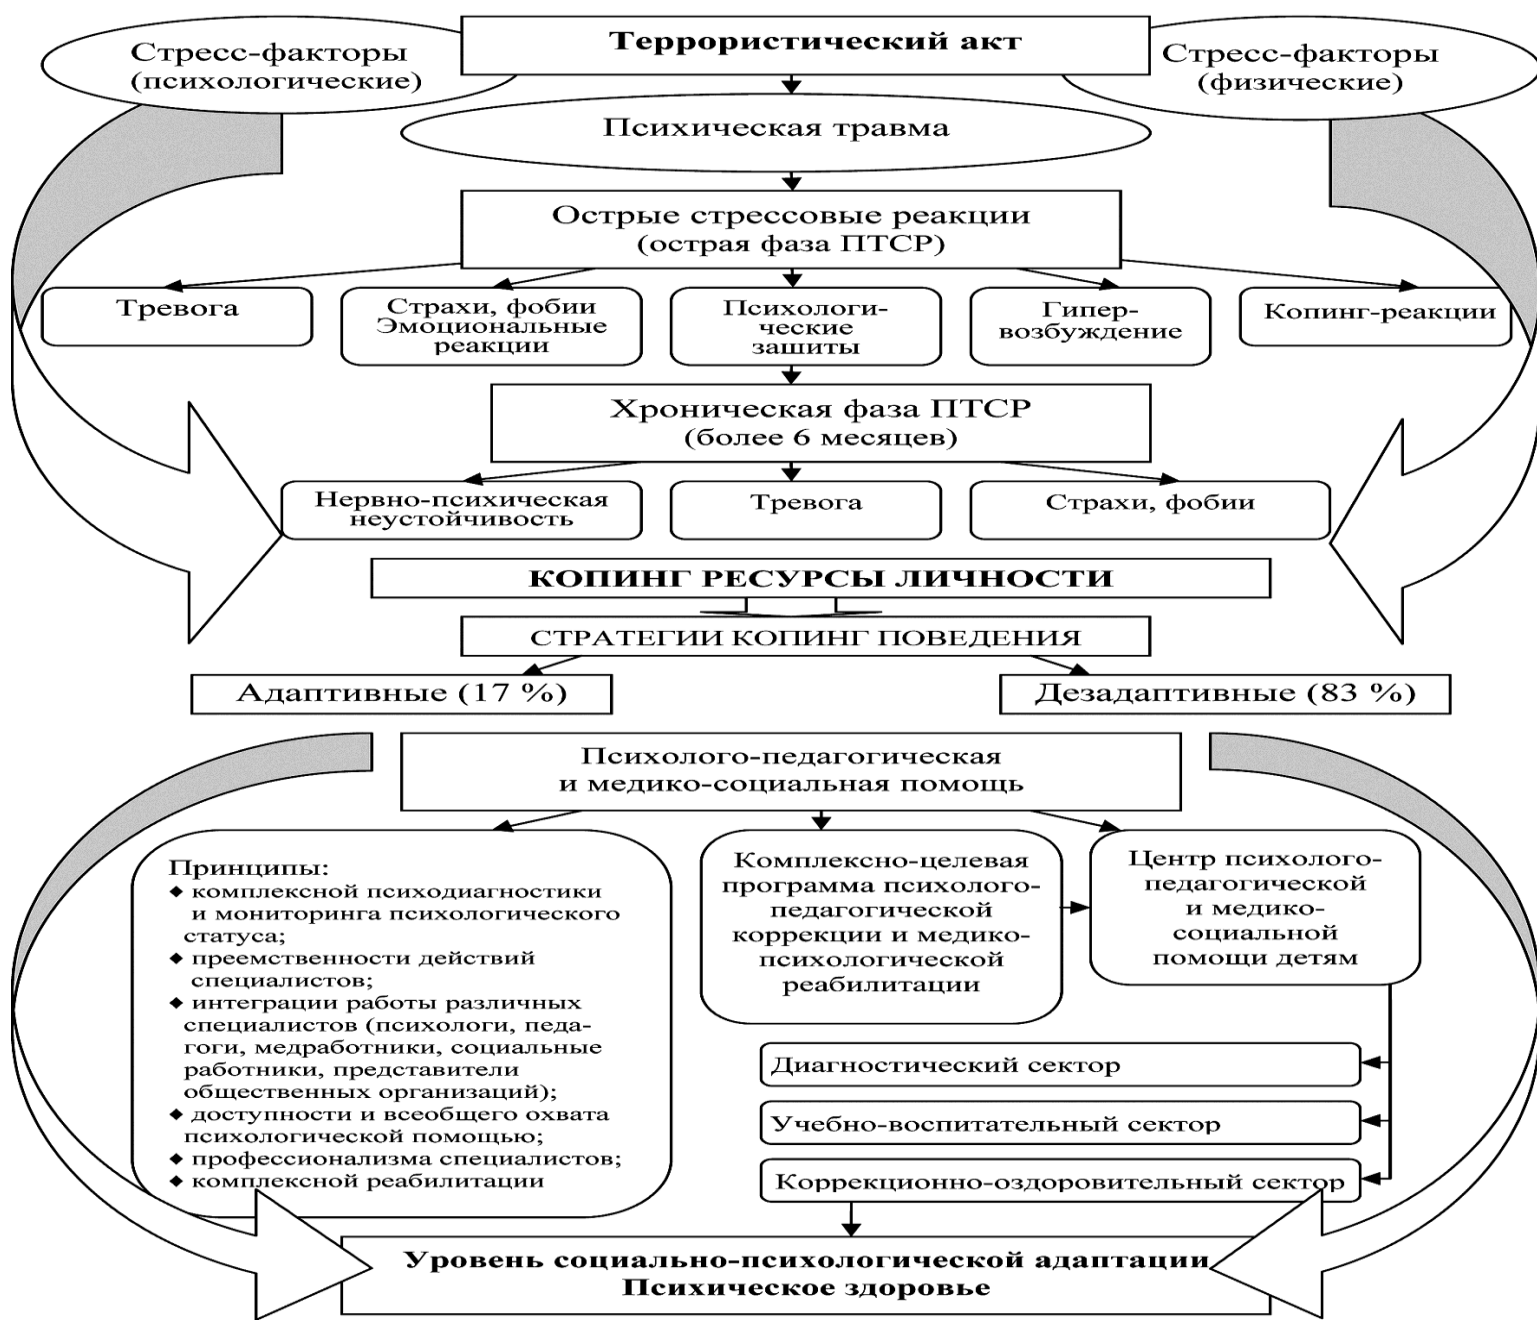 Стресс-факторы
(психологические)
Террористический акт
Стресс-факторы
(физические)
Психическая травма
Острые стрессовые реакции
(острая фаза ПТСР)
Тревога
Страхи, фобии
Эмоциональные
реакции
Психологи-
ческие
зашиты
Гипер-
возбуждение
Копинг-реакции
Хроническая фаза ПТСР
(более 6 месяцев)
Нервно-психическая
неустойчивость
Тревога
Страхи, фобии
КОПИНГ РЕСУРСЫ ЛИЧНОСТИ
СТРАТЕГИИ КОПИНГ ПОВЕДЕНИЯ
Адаптивные (17 %)
Дезадаптивные (83 %)
Психолого-педагогическая
и медико-социальная помощь
Принципы:
◆ комплексной психодиагностики
и мониторинга психологического
статуса;
◆ преемственности действий
специалистов;
◆ интеграции работы различных
специалистов (психологи, педа-
гоги, медработники, социальные
работники, представители
общественных организаций);
◆ доступности и всеобщего охвата
психологической помощью;
◆ профессионализма специалистов;
◆ комплексной реабилитации
Комплексно-целевая
программа психолого-
педагогической
коррекции и медико-
психологической
реабилитации
Центр психолого-
педагогической
и медико-
социальной
помощи детям
Диагностический сектор
Учебно-воспитательный сектор
Коррекционно-оздоровительный сектор
Уровень социально-психологической адаптации
Психическое здоровье